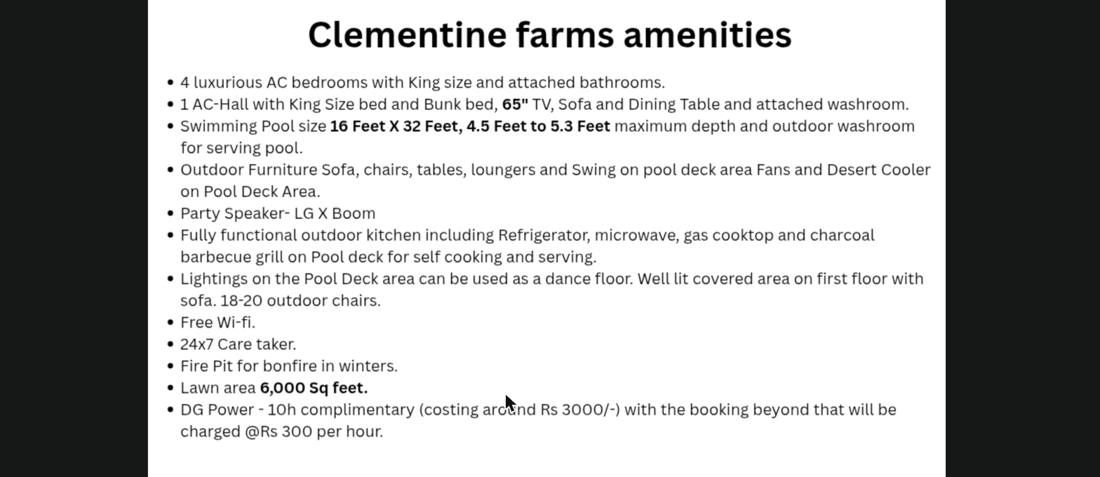 Clementine farms amenities
• 4 luxurious AC bedrooms with King size and attached bathrooms.
• 1 AC-Hall with King Size bed and Bunk bed, 65" TV, Sofa and Dining Table and attached washroom.
• Swimming Pool size 16 Feet X 32 Feet, 4.5 Feet to 5.3 Feet maximum depth and outdoor washroom
for serving pool.
• Outdoor Furniture Sofa, chairs, tables, loungers and Swing on pool deck area Fans and Desert Cooler
on Pool Deck Area.
• Party Speaker- LG X Boom
• Fully functional outdoor kitchen including Refrigerator, microwave, gas cooktop and charcoal
barbecue grill on Pool deck for self cooking and serving.
• Lightings on the Pool Deck area can be used as a dance floor. Well lit covered area on first floor with
sofa. 18-20 outdoor chairs.
• Free Wi-fi.
• 24x7 Care taker.
• Fire Pit for bonfire in winters.
• Lawn area 6,000 Sq feet.
• DG Power - 10h complimentary (costing around Rs 3000/-) with the booking beyond that will be
charged @Rs 300 per hour.